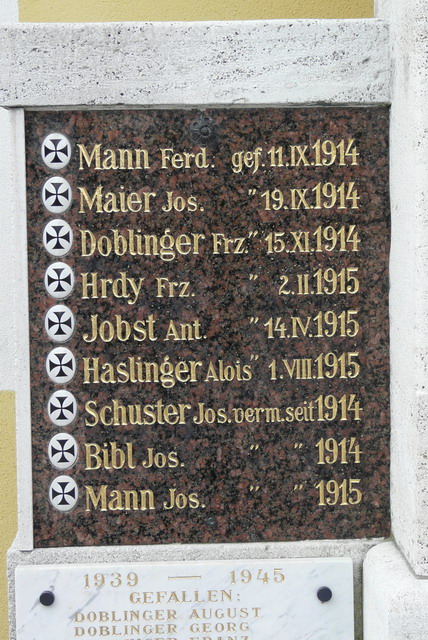 Mann Ferd. gef. 11.IX.1914
Maier Jos. " 19.IX.1914
Doblinger Frz. " 15.XI.1914
Hrdy Frz. " 2.II.1915
Jobst Ant. " 14.IV.1915
Haslinger Alois " 1.VIII.1915
Schuster Jos. verm. seit 1914
Bibl Jos. " " 1914
Mann Jos. " " 1915
1939 — 1945
GEFALLEN:
DOBLINGER AUGUST
DOBLINGER GEORG
FRANZ